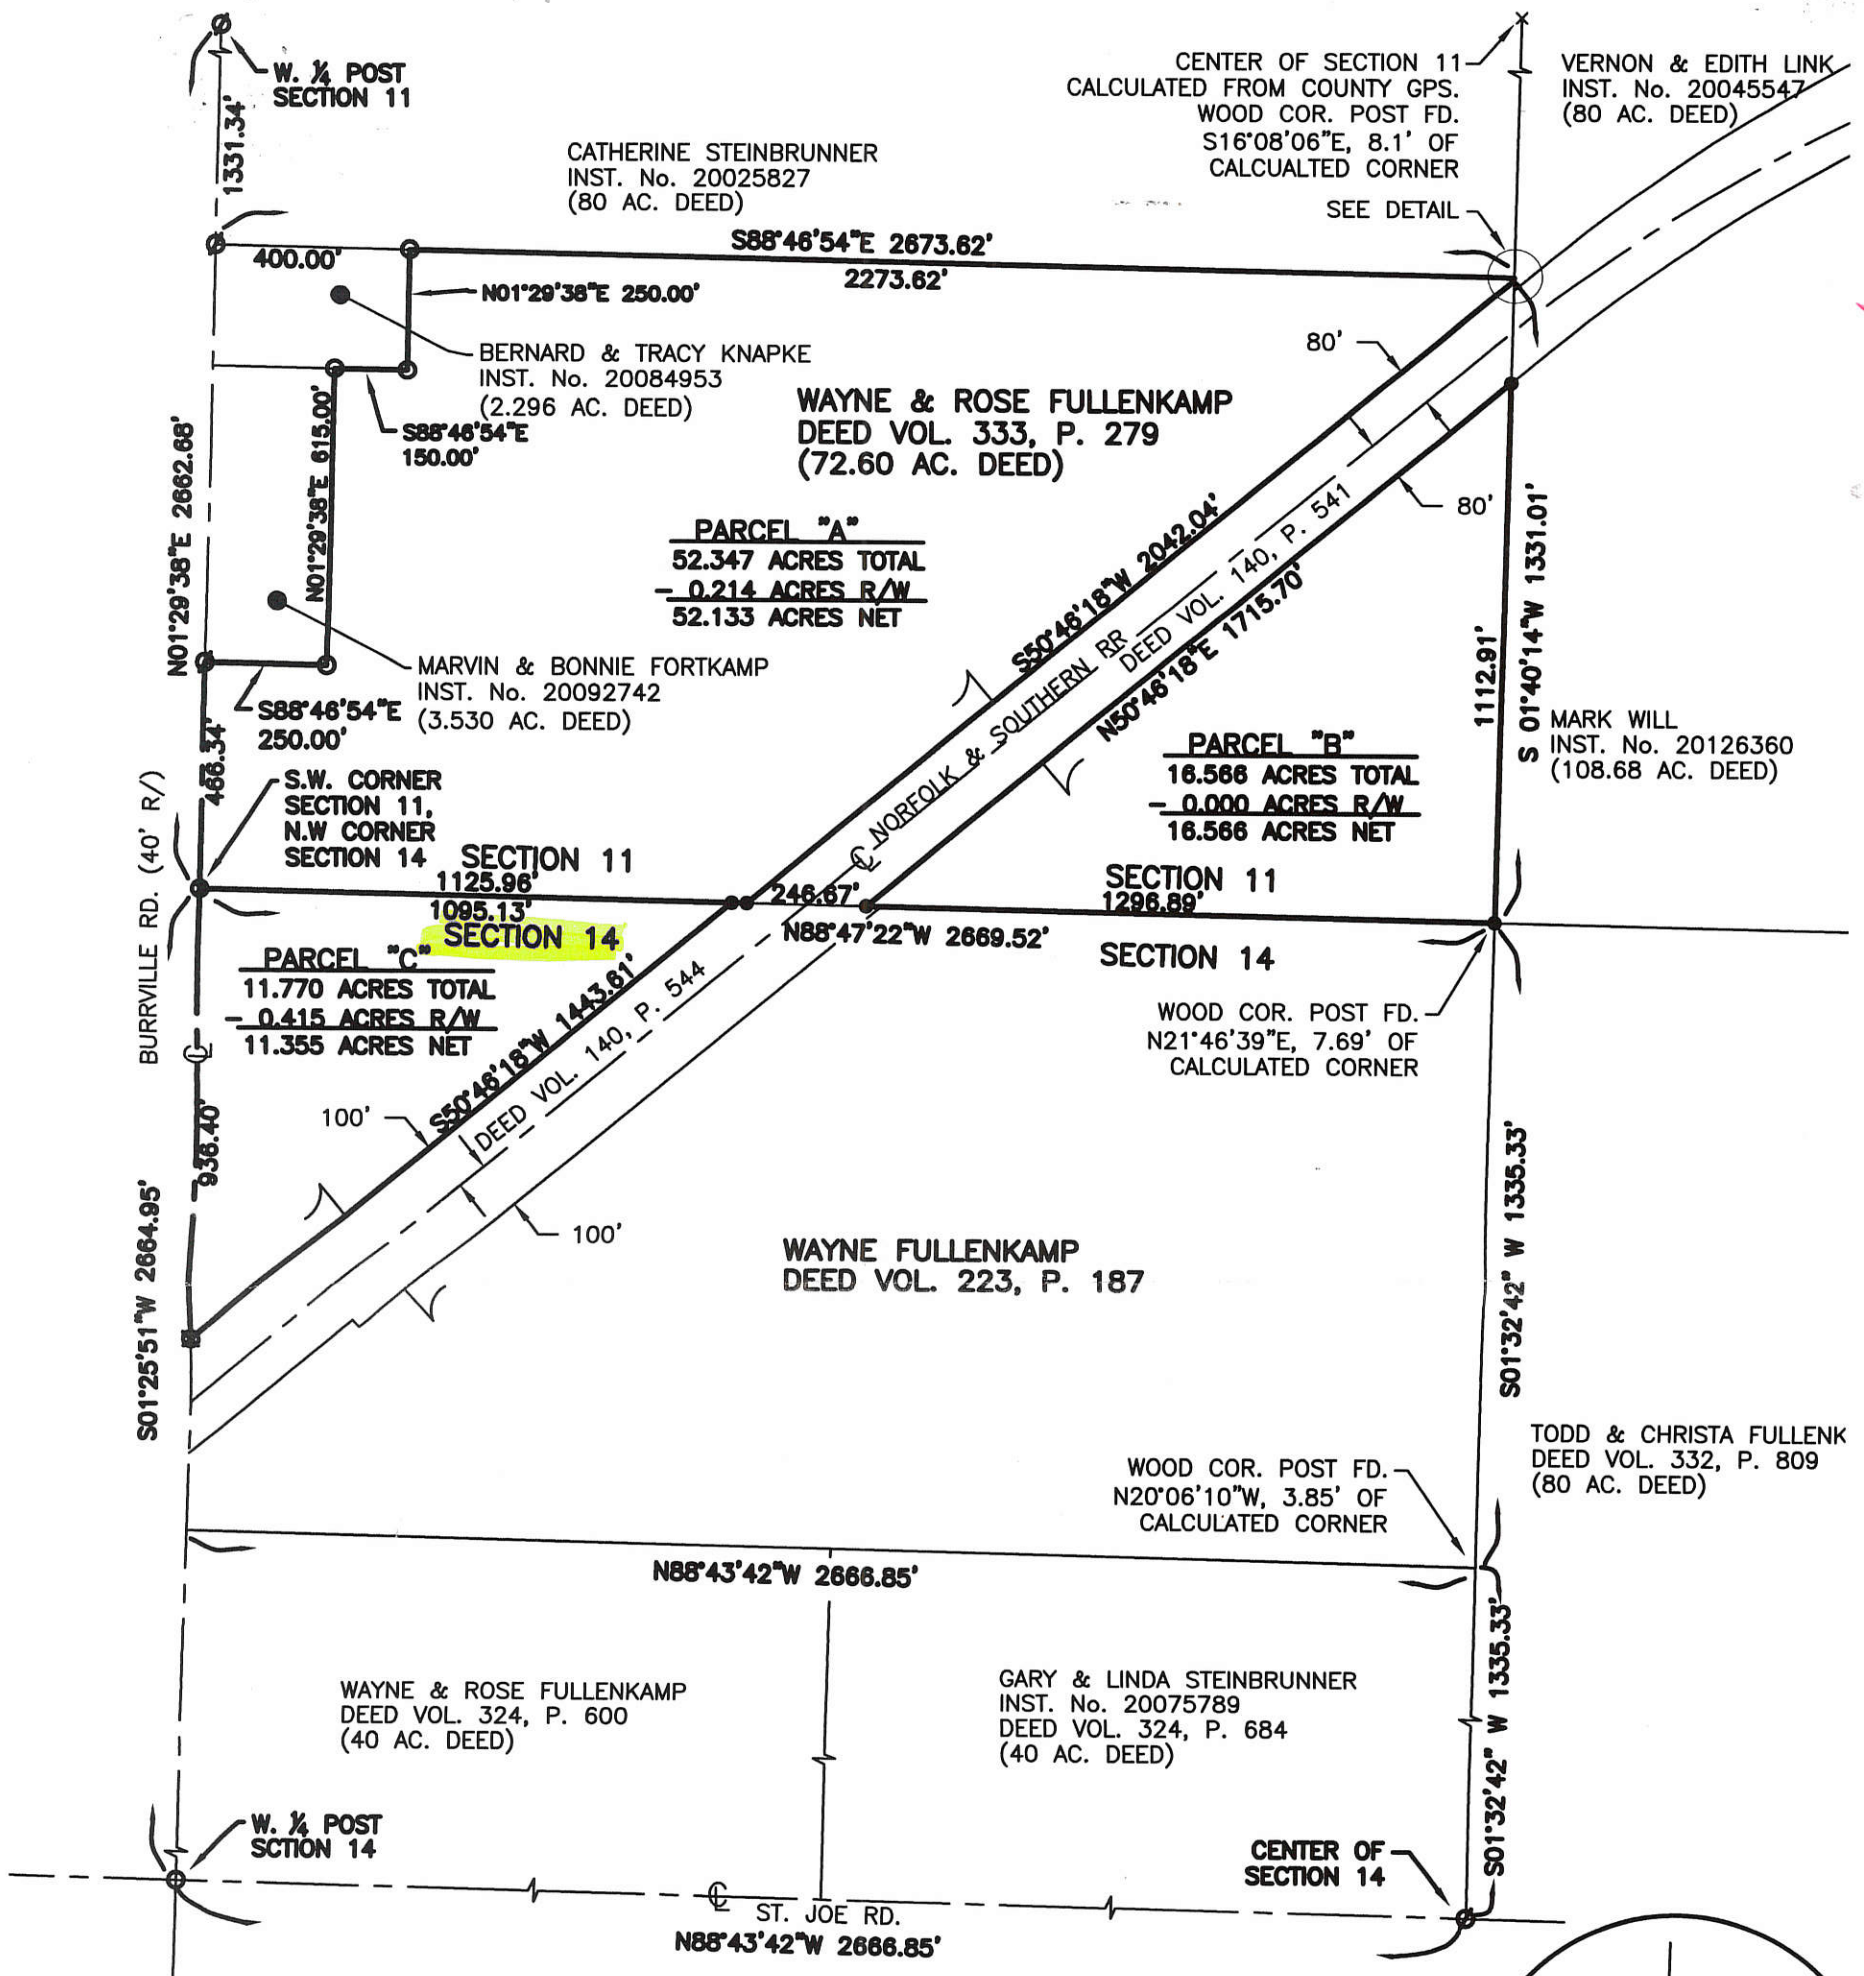 W. ¼ POST
SECTION 11
1331.34'
CENTER OF SECTION 11
CALCULATED FROM COUNTY GPS.
WOOD COR. POST FD.
S16°08'06"E, 8.1' OF
CALCUALTED CORNER
SEE DETAIL
VERNON & EDITH LINK
INST. No. 20045547
(80 AC. DEED)
CATHERINE STEINBRUNNER
INST. No. 20025827
(80 AC. DEED)
S88°46'54"E 2673.62'
2273.62'
400.00'
N01°29'38"E 250.00'
BERNARD & TRACY KNAPKE
INST. No. 20084953
(2.296 AC. DEED)
S88°46'54"E
150.00'
N01°29'38"E 615.00'
N01°29'38"E 2662.68'
WAYNE & ROSE FULLENKAMP
DEED VOL. 333, P. 279
(72.60 AC. DEED)
80'
80'
PARCEL "A"
52.347 ACRES TOTAL
- 0.214 ACRES R/W
52.133 ACRES NET
MARVIN & BONNIE FORTKAMP
INST. No. 20092742
(3.530 AC. DEED)
S88°46'54"E
250.00'
466.34'
S50°46'18"W 2042.04'
℄ NORFOLK & SOUTHERN RR
DEED VOL. 140, P. 541
N50°46'18"E 1715.70'
1112.91'
S 01°40'14"W 1331.01'
MARK WILL
INST. No. 20126360
(108.68 AC. DEED)
PARCEL "B"
16.566 ACRES TOTAL
- 0.000 ACRES R/W
16.566 ACRES NET
S.W. CORNER
SECTION 11,
N.W CORNER
SECTION 14
BURRVILLE RD. (40' R/)
SECTION 11
1125.96'
1095.13'
SECTION 14
246.67'
N88°47'22"W 2669.52'
SECTION 11
1296.89'
SECTION 14
PARCEL "C"
11.770 ACRES TOTAL
- 0.415 ACRES R/W
11.355 ACRES NET
℄
936.40'
S50°46'18"W 1443.61'
DEED VOL. 140, P. 544
100'
100'
WOOD COR. POST FD.
N21°46'39"E, 7.69' OF
CALCULATED CORNER
S01°25'51"W 2664.95'
WAYNE FULLENKAMP
DEED VOL. 223, P. 187
S01°32'42" W 1335.33'
TODD & CHRISTA FULLENK
DEED VOL. 332, P. 809
(80 AC. DEED)
WOOD COR. POST FD.
N20°06'10"W, 3.85' OF
CALCULATED CORNER
N88°43'42"W 2666.85'
WAYNE & ROSE FULLENKAMP
DEED VOL. 324, P. 600
(40 AC. DEED)
GARY & LINDA STEINBRUNNER
INST. No. 20075789
DEED VOL. 324, P. 684
(40 AC. DEED)
S01°32'42" W 1335.33'
W. ¼ POST
SCTION 14
CENTER OF
SECTION 14
℄
ST. JOE RD.
N88°43'42"W 2666.85'